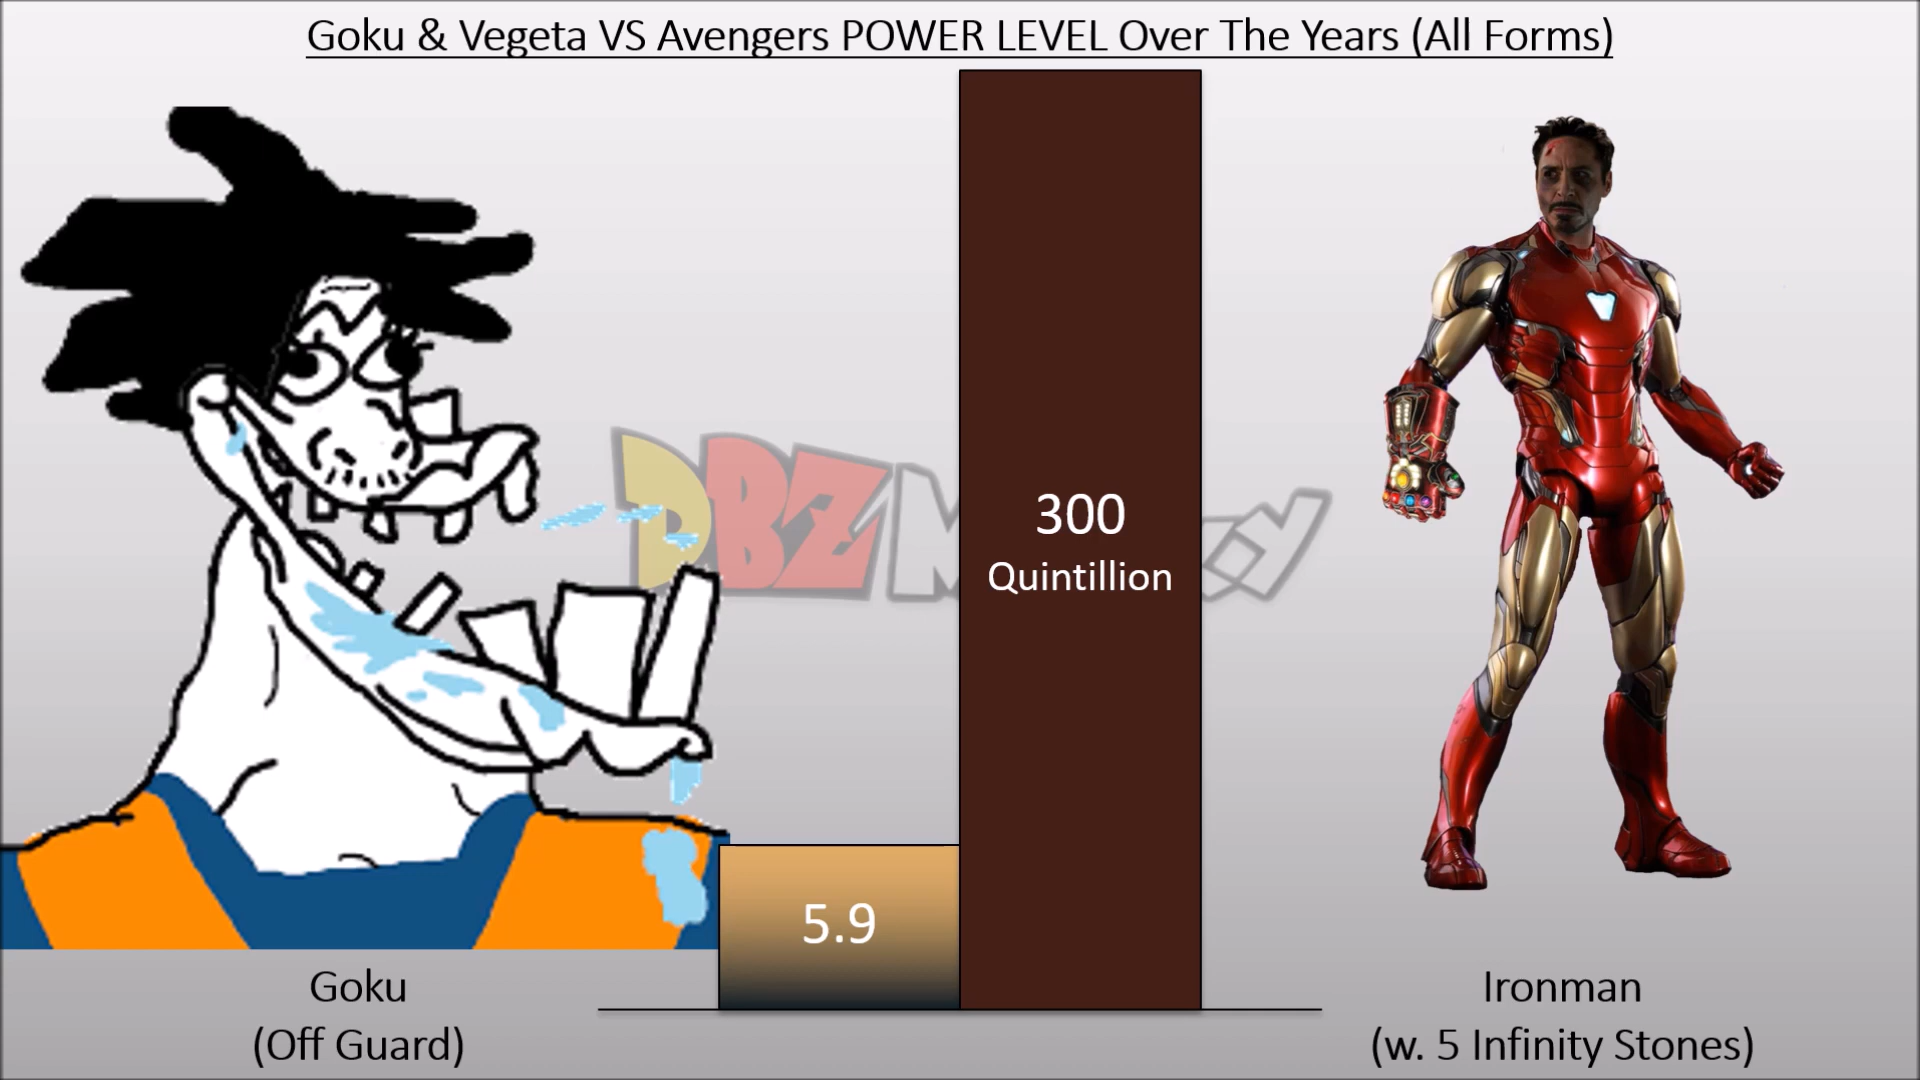 Goku & Vegeta VS Avengers POWER LEVEL Over The Years (All Forms)
DBZ
300
Quintillion
5.9
Goku
(Off Guard)
Ironman
(w. 5 Infinity Stones)